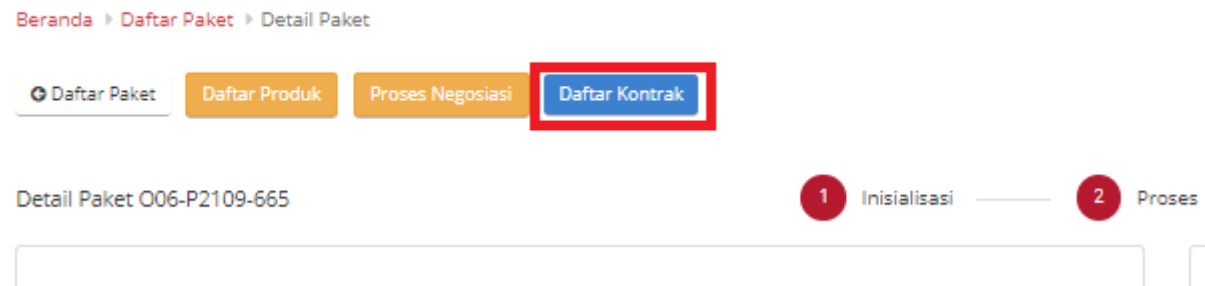 Beranda Daftar Paket Detail Paket
Daftar Paket Daftar Produk Proses Negosiasi Daftar Kontrak
Detail Paket O06-P2109-665 1 Inisialisasi 2 Proses